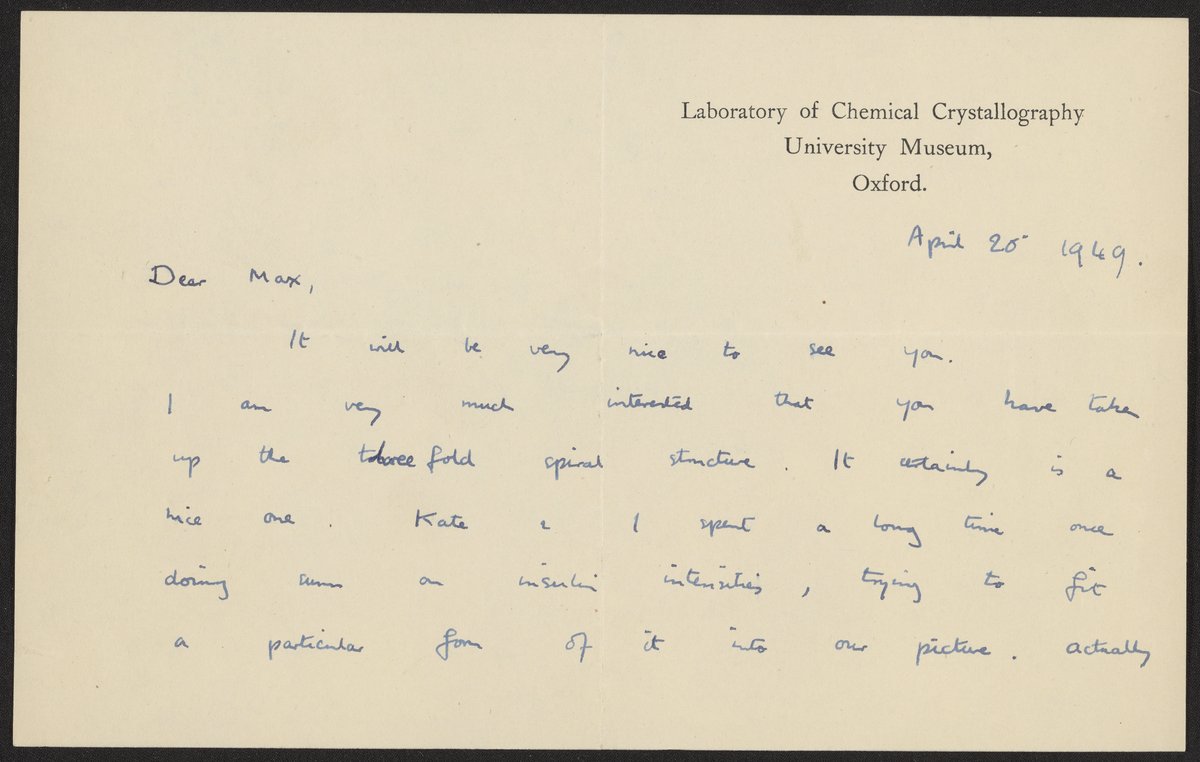 Laboratory of Chemical Crystallography
University Museum,
Oxford.
April 25 1949.
Dear Max,
It will be very nice to see you.
I am very much interested that you have taken
up the three fold spiral structure. It certainly is a
nice one. Kate & I spent a long time once
doing sums on insulin intensities, trying to fit
a particular form of it into our picture. Actually